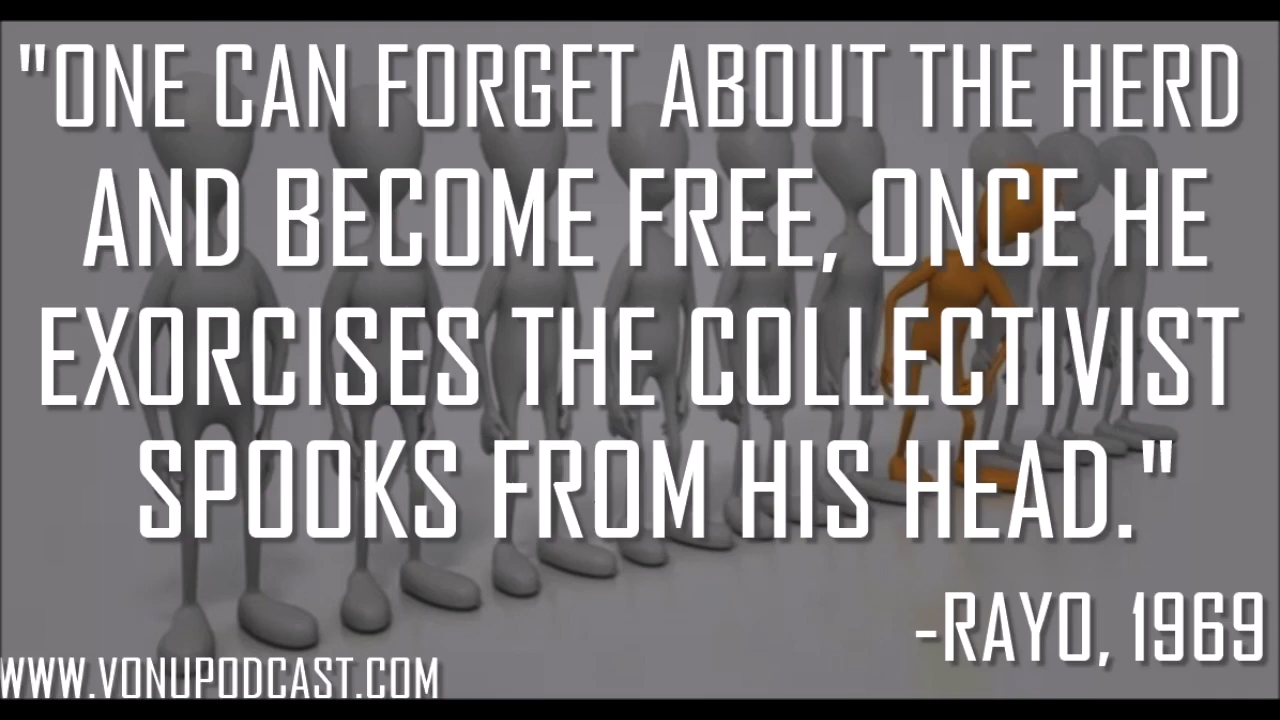 "ONE CAN FORGET ABOUT THE HERD
AND BECOME FREE, ONCE HE
EXORCISES THE COLLECTIVIST
SPOOKS FROM HIS HEAD."
-RAYO, 1969
WWW.VONUPODCAST.COM